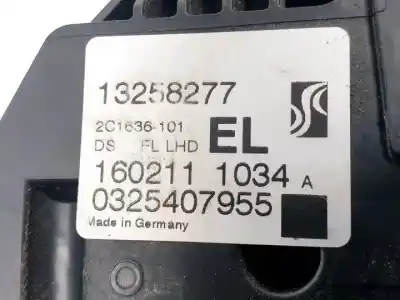 13258277
2C1636-101
DS FL LHD EL
160211 1034 A
0325407955
Made in Germany